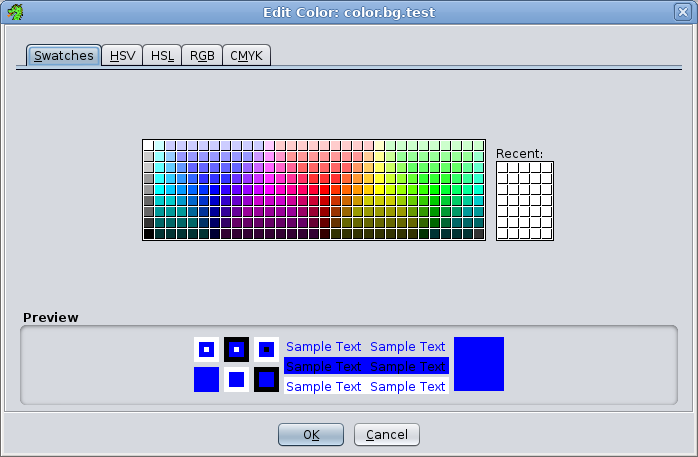 Edit Color: color.bg.test
Swatches HSV HSL RGB CMYK
Recent:
Preview
Sample Text Sample Text
Sample Text Sample Text
Sample Text Sample Text
OK Cancel